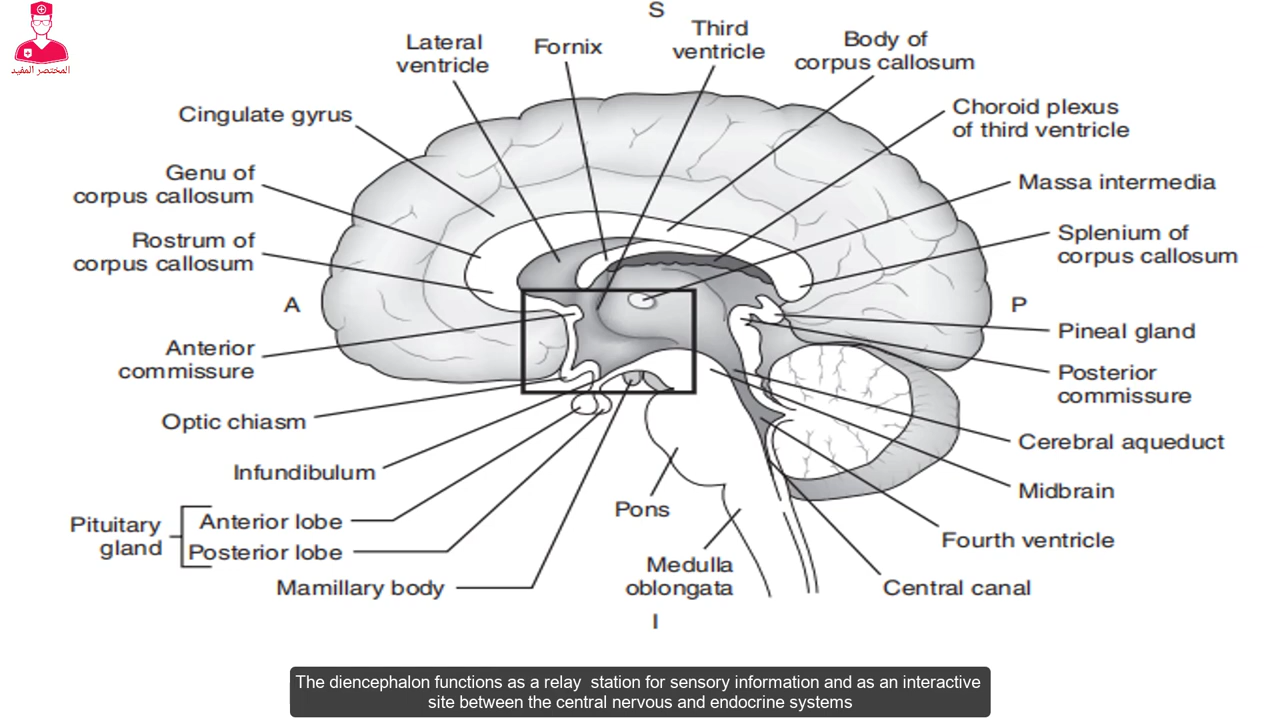 S
المختصر المفيد
Lateral
ventricle
Fornix
Third
ventricle
Body of
corpus callosum
Cingulate gyrus
Choroid plexus
of third ventricle
Genu of
corpus callosum
Massa intermedia
Rostrum of
corpus callosum
Splenium of
corpus callosum
A
P
Anterior
commissure
Pineal gland
Posterior
commissure
Optic chiasm
Cerebral aqueduct
Infundibulum
Midbrain
Pituitary
gland
Anterior lobe
Posterior lobe
Pons
Fourth ventricle
Mamillary body
Medulla
oblongata
Central canal
I
The diencephalon functions as a relay station for sensory information and as an interactive
site between the central nervous and endocrine systems